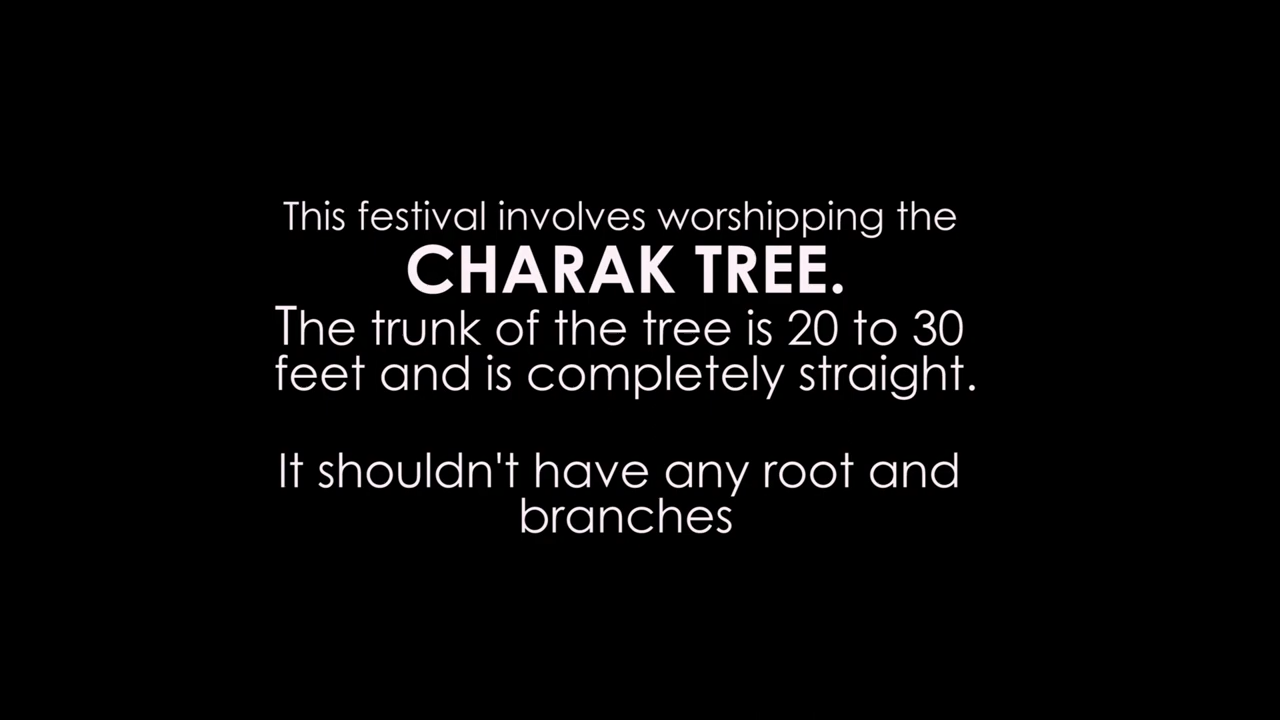 This festival involves worshipping the
CHARAK TREE.
The trunk of the tree is 20 to 30
feet and is completely straight.
It shouldn't have any root and
branches